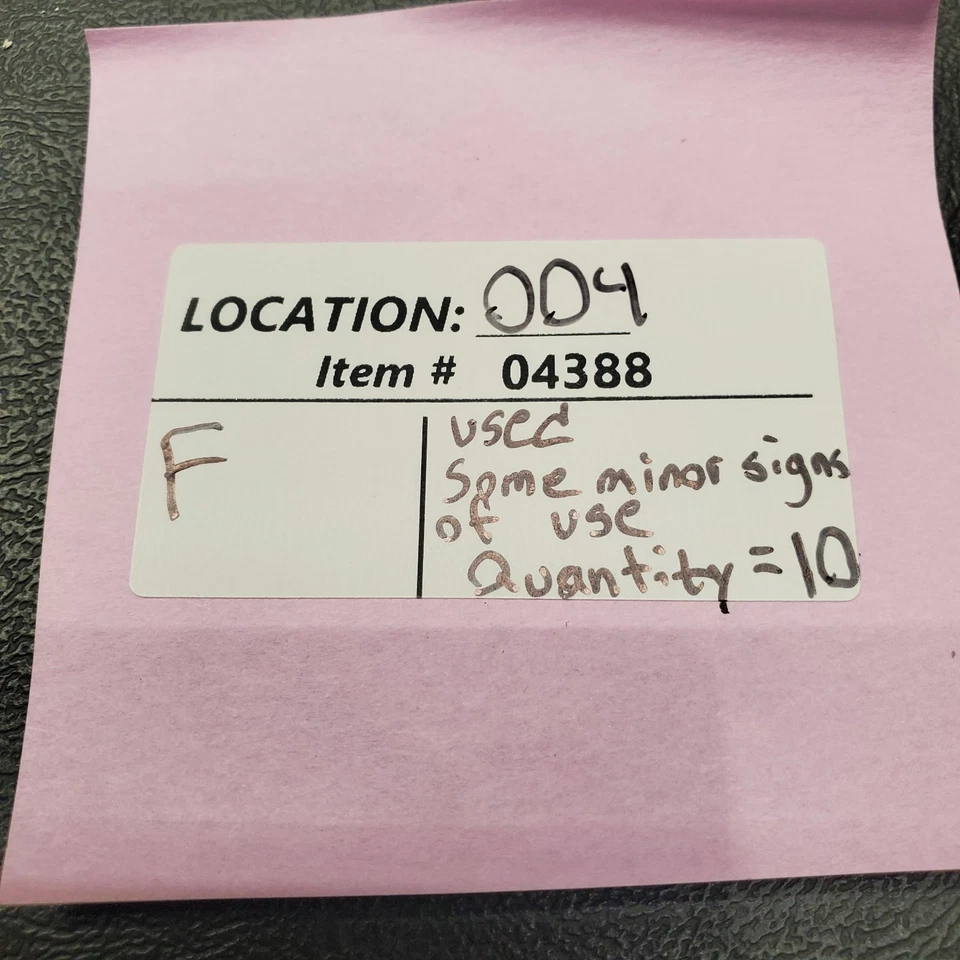 LOCATION: 004
Item # 04388
F
used
Some minor signs
of use
Quantity = 10